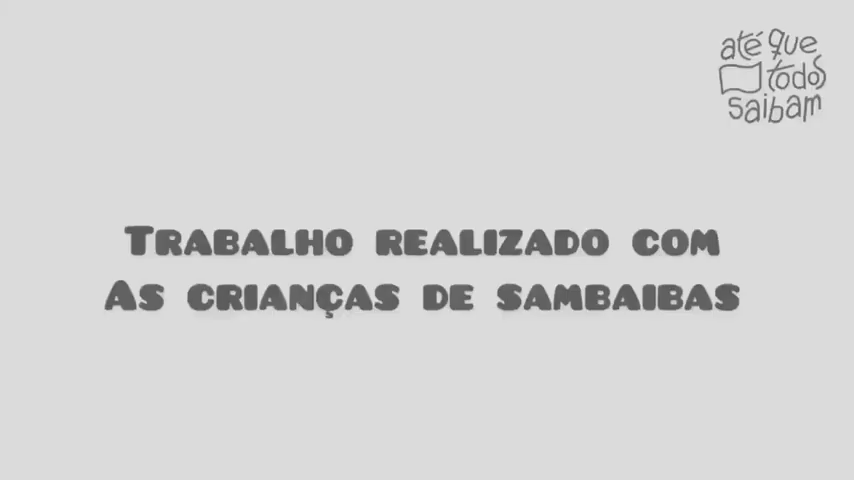 até que
todos
saibam
TRABALHO REALIZADO COM
AS CRIANÇAS DE SAMBAIBAS